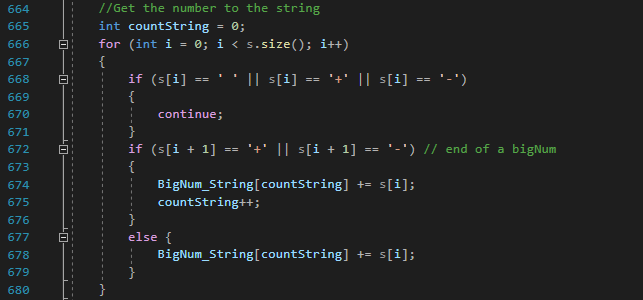 664 //Get the number to the string
665 int countString = 0;
666 for (int i = 0; i < s.size(); i++)
667 {
668 if (s[i] == ' ' || s[i] == '+' || s[i] == '-')
669 {
670 continue;
671 }
672 if (s[i + 1] == '+' || s[i + 1] == '-') // end of a bigNum
673 {
674 BigNum_String[countString] += s[i];
675 countString++;
676 }
677 else {
678 BigNum_String[countString] += s[i];
679 }
680 }